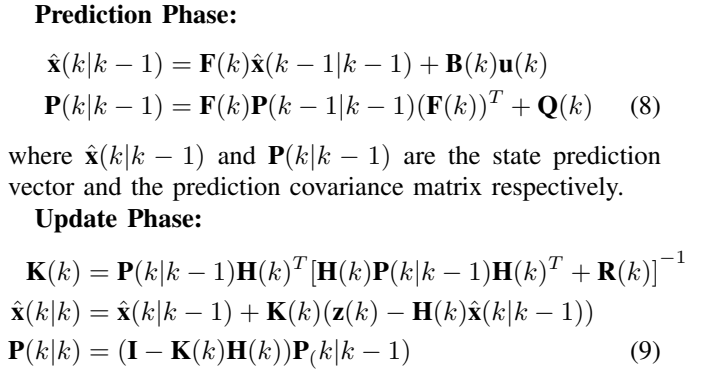 Prediction Phase:
x̂(k|k − 1) = F(k)x̂(k − 1|k − 1) + B(k)u(k)
P(k|k − 1) = F(k)P(k − 1|k − 1)(F(k))ᵀ + Q(k) (8)
where x̂(k|k − 1) and P(k|k − 1) are the state prediction
vector and the prediction covariance matrix respectively.
Update Phase:
K(k) = P(k|k − 1)H(k)ᵀ[H(k)P(k|k − 1)H(k)ᵀ + R(k)]⁻¹
x̂(k|k) = x̂(k|k − 1) + K(k)(z(k) − H(k)x̂(k|k − 1))
P(k|k) = (I − K(k)H(k))P₍k|k − 1) (9)